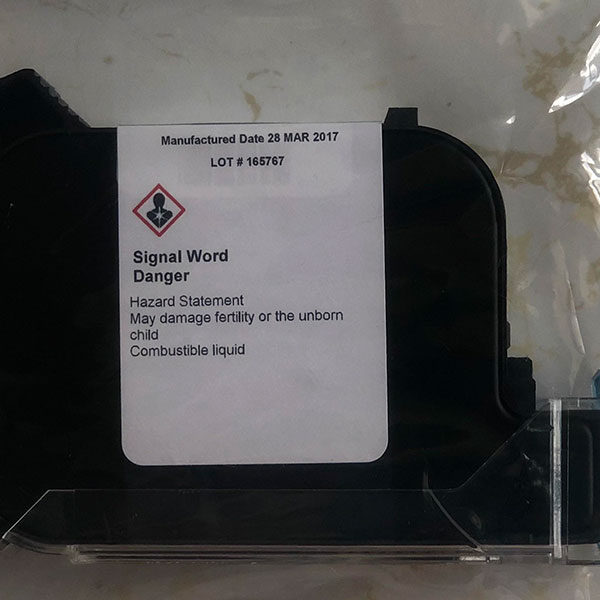 Manufactured Date 28 MAR 2017
LOT # 165767
Signal Word
Danger
Hazard Statement
May damage fertility or the unborn
child
Combustible liquid